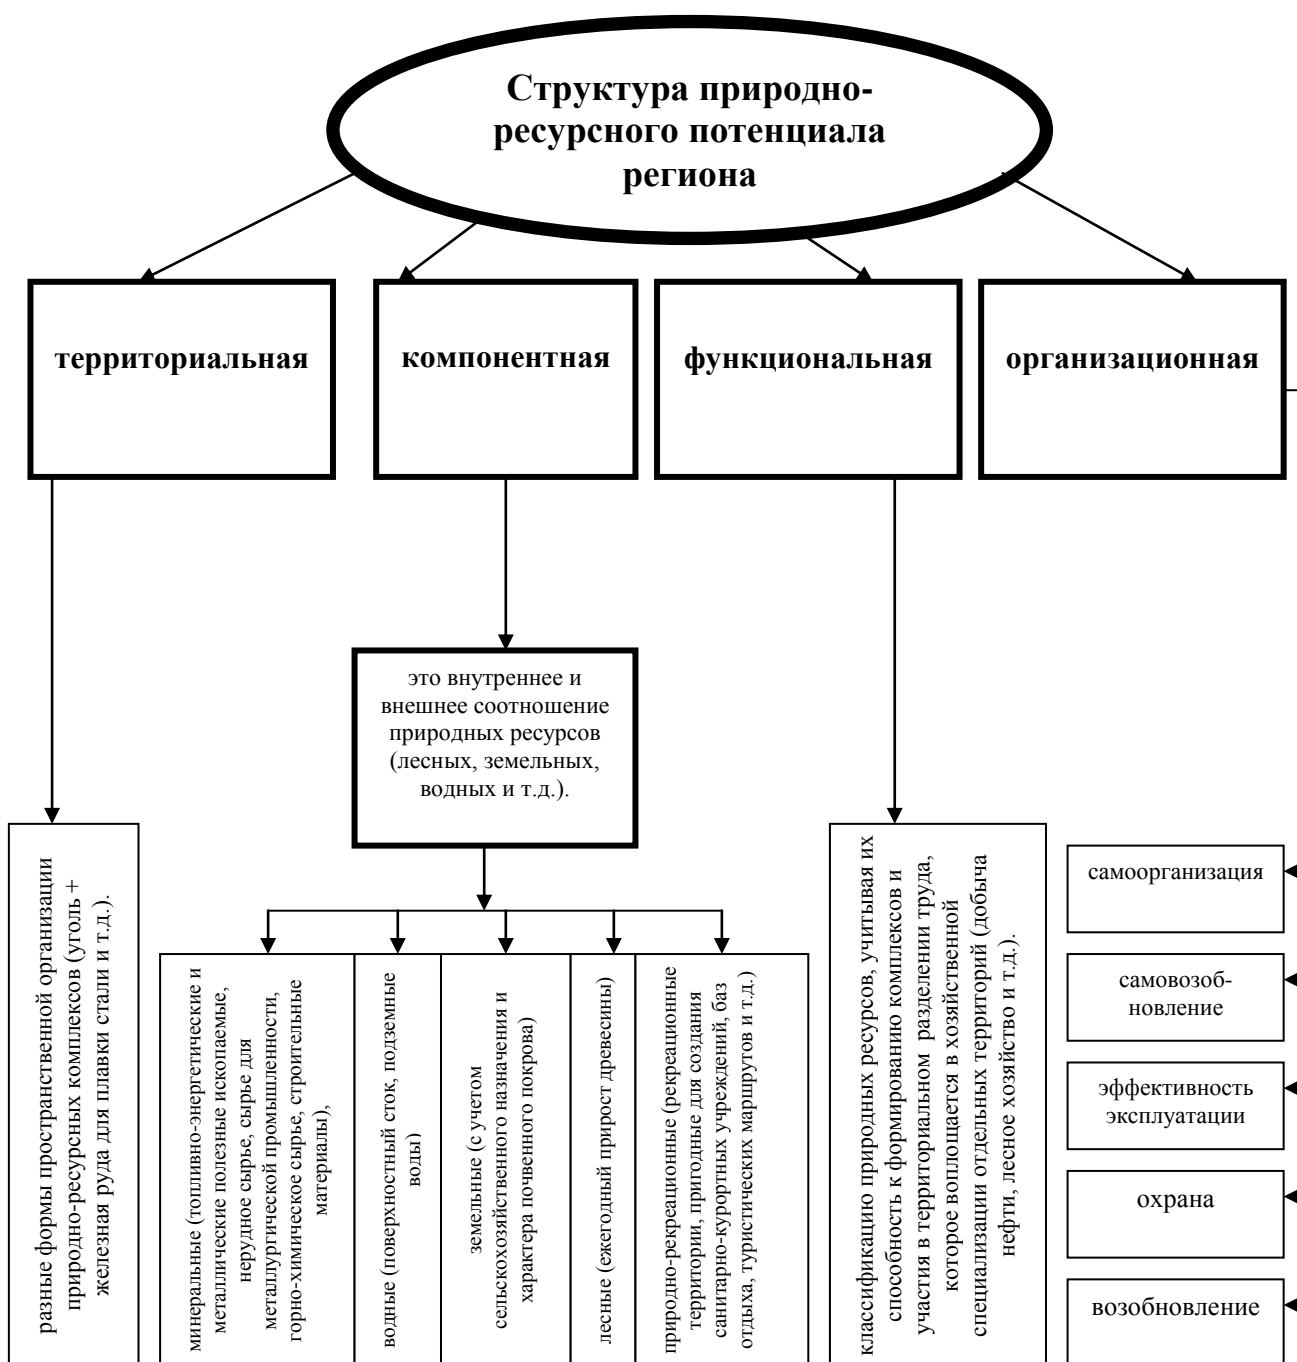 Структура природно-
ресурсного потенциала
региона
территориальная
компонентная
функциональная
организационная
это внутреннее и
внешнее соотношение
природных ресурсов
(лесных, земельных,
водных и т.д.).
разные формы пространственной организации
природно-ресурсных комплексов (уголь +
железная руда для плавки стали и т.д.).
минеральные (топливно-энергетические и
металлические полезные ископаемые,
нерудное сырье, сырье для
металлургической промышленности,
горно-химическое сырье, строительные
материалы),
водные (поверхностный сток, подземные
воды)
земельные (с учетом
сельскохозяйственного назначения и
характера почвенного покрова)
лесные (ежегодный прирост древесины)
природно-рекреационные (рекреационные
территории, пригодные для создания
санитарно-курортных учреждений, баз
отдыха, туристических маршрутов и т.д.)
классификацию природных ресурсов, учитывая их
способность к формированию комплексов и
участия в территориальном разделении труда,
которое воплощается в хозяйственной
специализации отдельных территорий (добыча
нефти, лесное хозяйство и т.д.).
самоорганизация
самовозоб-
новление
эффективность
эксплуатации
охрана
возобновление